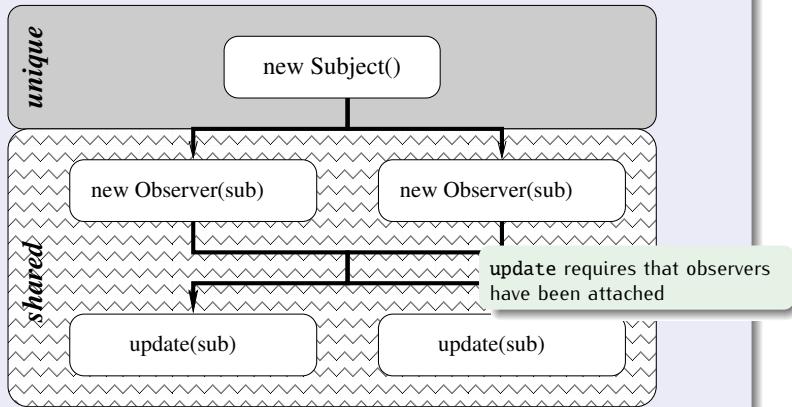 unique
new Subject()
new Observer(sub)
new Observer(sub)
shared
update requires that observers
have been attached
update(sub)
update(sub)